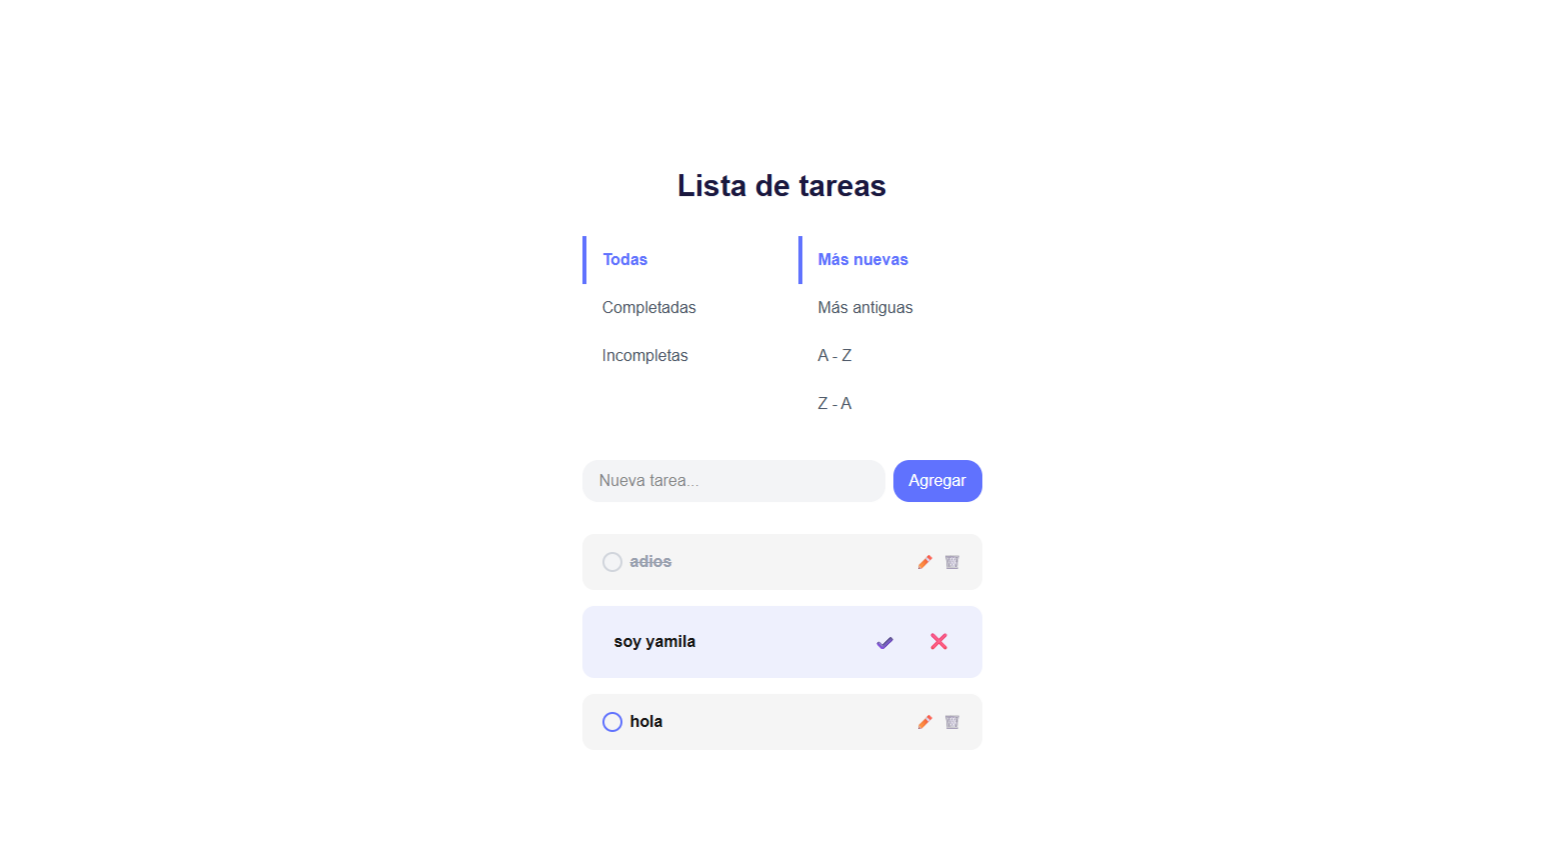 Lista de tareas
Todas
Completadas
Incompletas
Más nuevas
Más antiguas
A - Z
Z - A
Nueva tarea...
Agregar
adios
soy yamila
hola